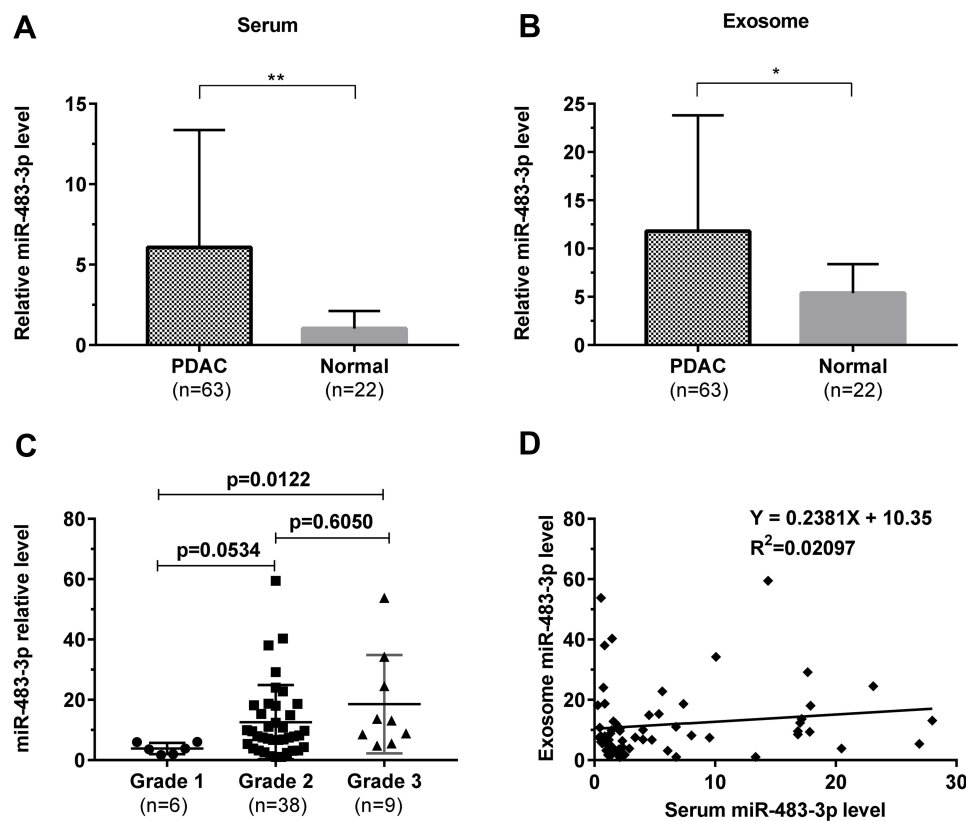 A
Serum
**
Relative miR-483-3p level
15
10
5
0
PDAC
Normal
(n=63)
(n=22)
B
Exosome
*
Relative miR-483-3p level
25
20
15
10
5
0
PDAC
Normal
(n=63)
(n=22)
C
p=0.0122
p=0.6050
p=0.0534
miR-483-3p relative level
80
60
40
20
0
Grade 1
Grade 2
Grade 3
(n=6)
(n=38)
(n=9)
D
Y = 0.2381X + 10.35
R²=0.02097
Exosome miR-483-3p level
80
60
40
20
0
0
10
20
30
Serum miR-483-3p level